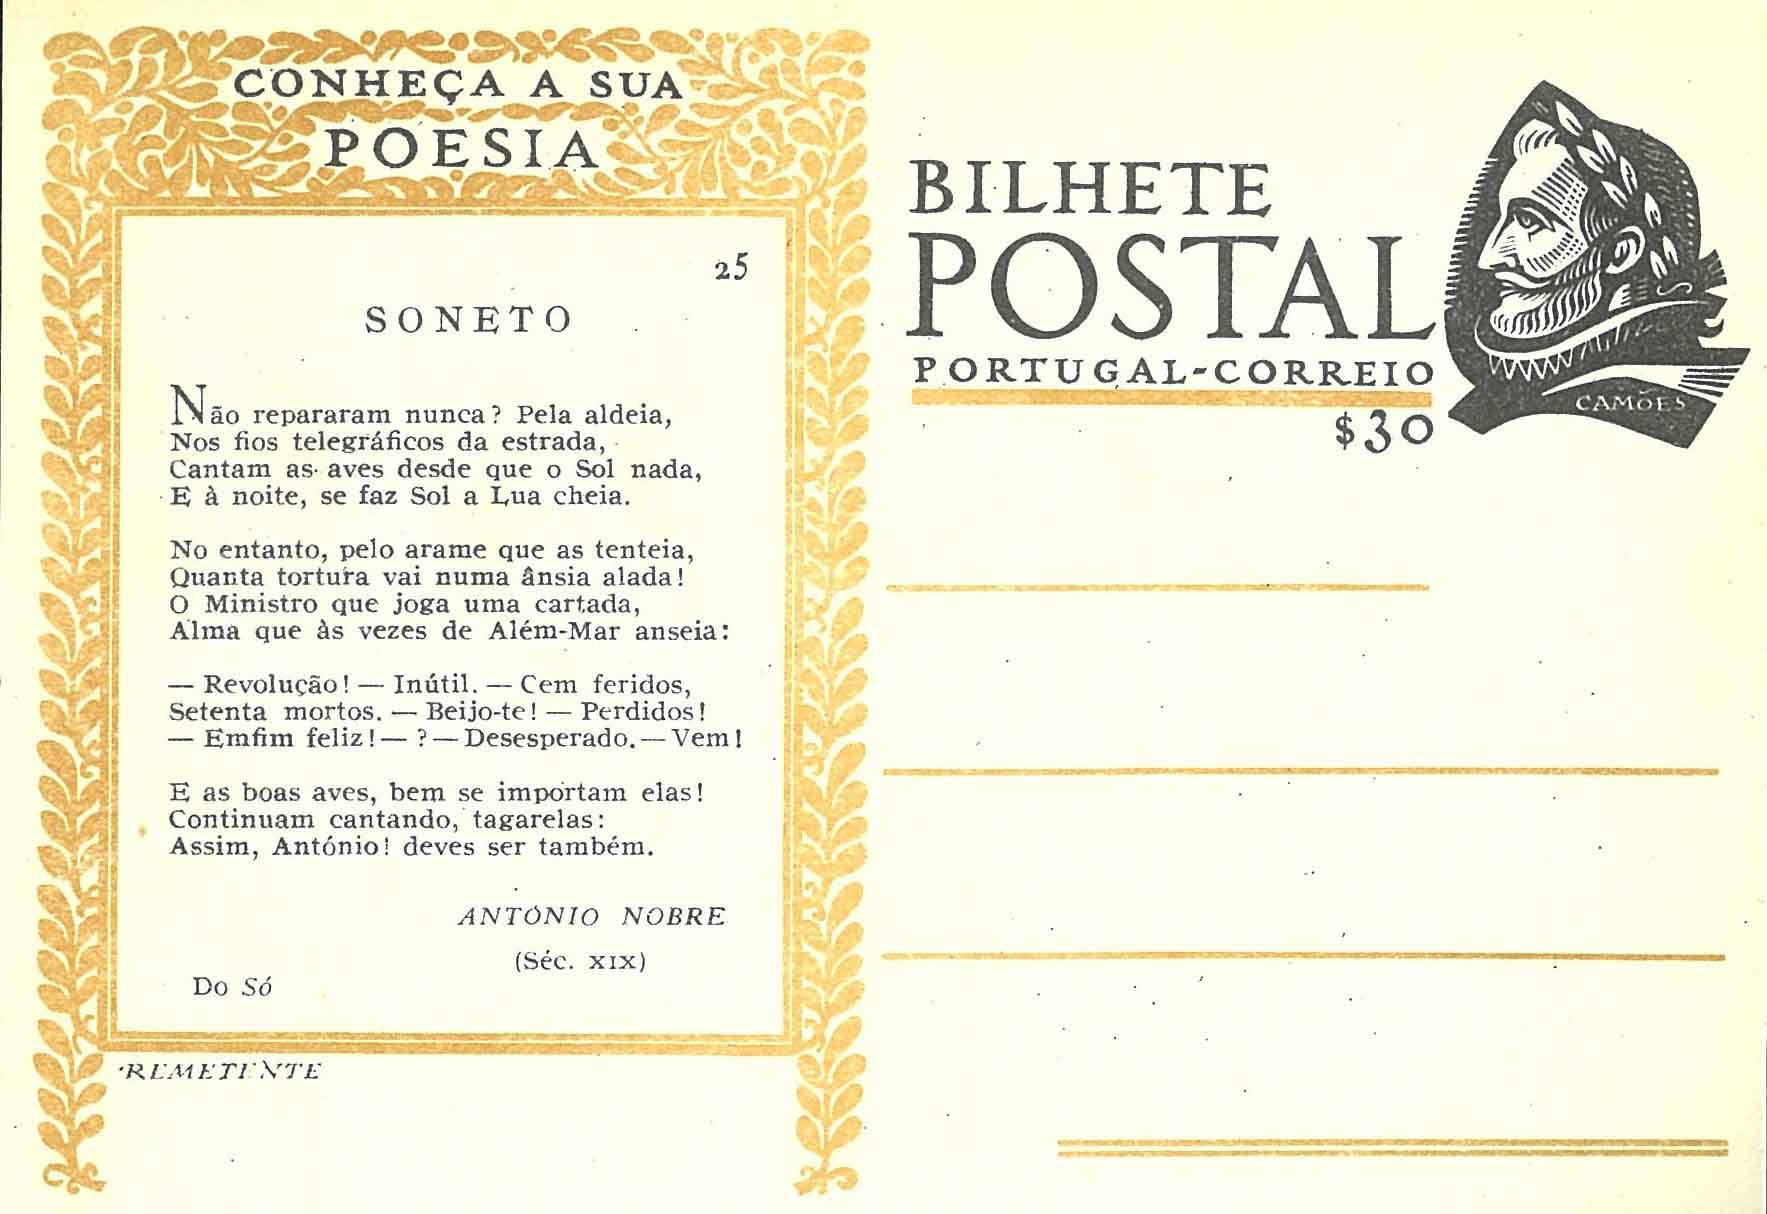 CONHEÇA A SUA
POESIA
25
SONETO
Não repararam nunca? Pela aldeia,
Nos fios telegráficos da estrada,
Cantam as aves desde que o Sol nada,
E à noite, se faz Sol a Lua cheia.
No entanto, pelo arame que as tenteia,
Quanta tortura vai numa ânsia alada!
O Ministro que joga uma cartada,
Alma que às vezes de Além-Mar anseia:
— Revolução! — Inútil. — Cem feridos,
Setenta mortos. — Beijo-te! — Perdidos!
— Emfim feliz! — ? — Desesperado. — Vem!
E as boas aves, bem se importam elas!
Continuam cantando, tagarelas:
Assim, António! deves ser também.
ANTÓNIO NOBRE
(Séc. XIX)
Do Só
REMETENTE
BILHETE
POSTAL
PORTUGAL-CORREIO
$30
CAMÕES